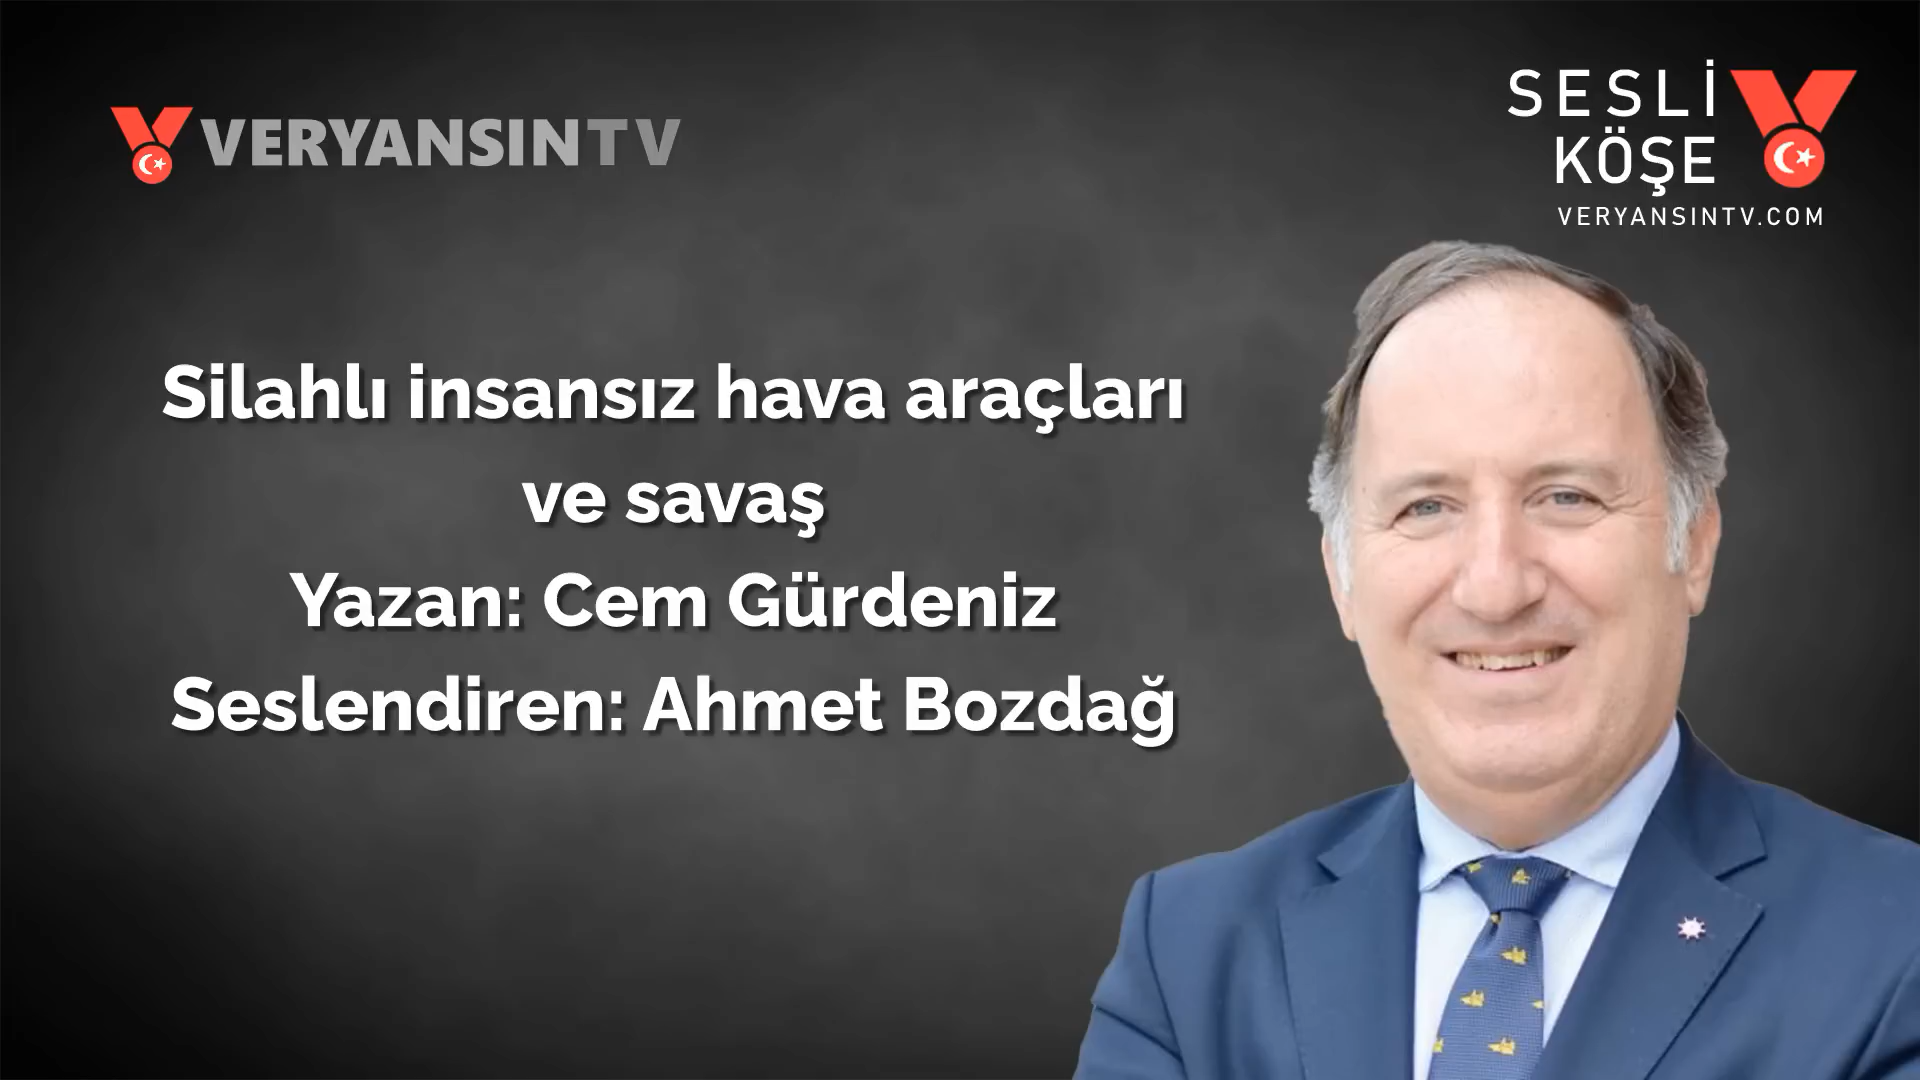 VERYANSINTV
SESLİ
KÖŞE
VERYANSINTV.COM
Silahlı insansız hava araçları
ve savaş
Yazan: Cem Gürdeniz
Seslendiren: Ahmet Bozdağ